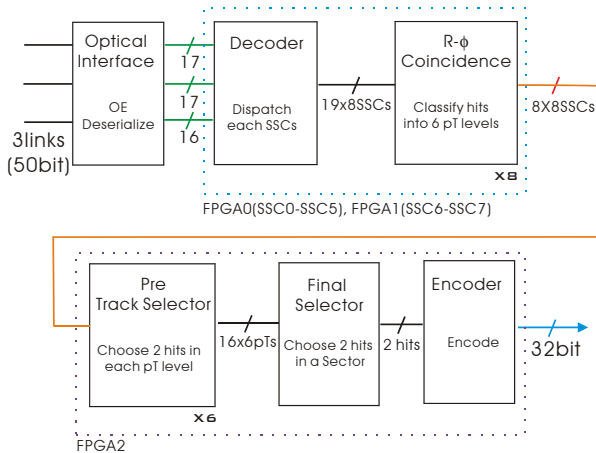 Optical
Interface
OE
Deserialize
3links
(50bit)
17
17
16
Decoder
Dispatch
each SSCs
19x8SSCs
R-ϕ
Coincidence
Classify hits
into 6 pT levels
8X8SSCs
X8
FPGA0(SSC0-SSC5), FPGA1(SSC6-SSC7)
Pre
Track Selector
Choose 2 hits in
each pT level
X6
16x6pTs
Final
Selector
Choose 2 hits
in a Sector
2 hits
Encoder
Encode
32bit
FPGA2